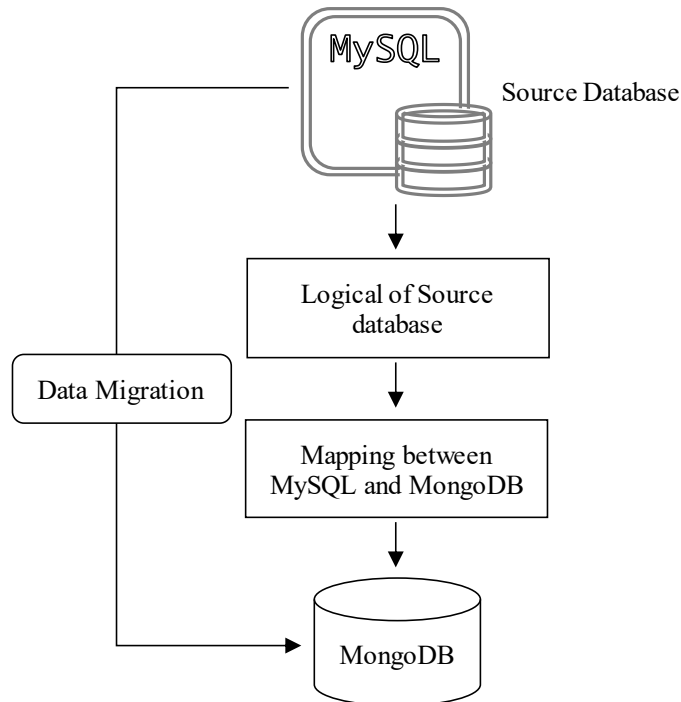 MySQL
Source Database
Logical of Source
database
Data Migration
Mapping between
MySQL and MongoDB
MongoDB